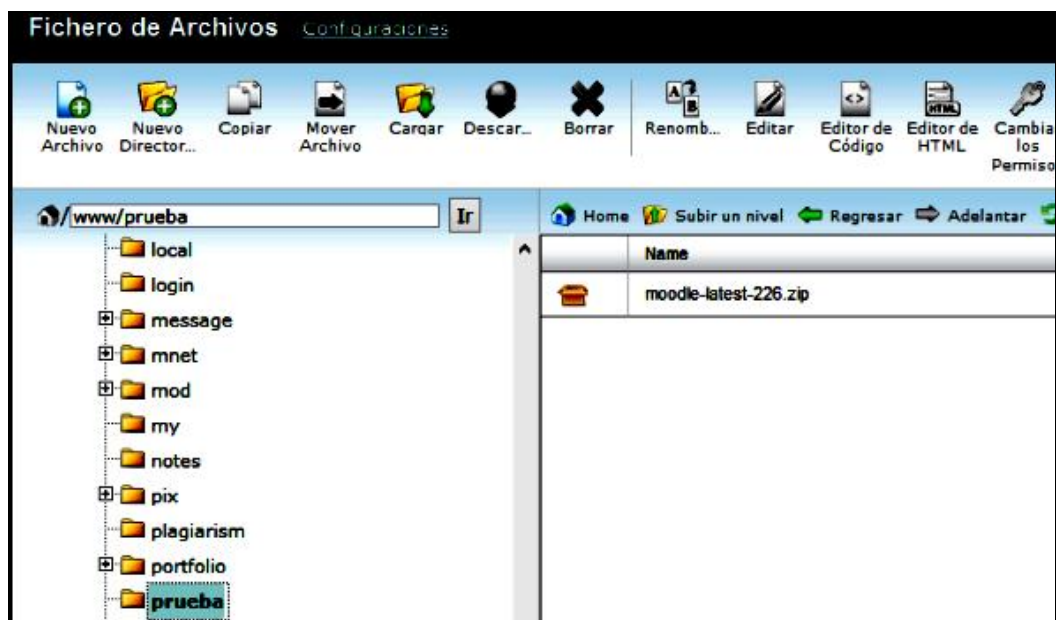 Fichero de Archivos Configuraciones
Nuevo Archivo
Nuevo Director...
Copiar
Mover Archivo
Cargar
Descar...
Borrar
Renomb...
Editar
Editor de Código
Editor de HTML
Cambia los Permiso
/ www/prueba Ir
Home Subir un nivel Regresar Adelantar
local
login
message
mnet
mod
my
notes
pix
plagiarism
portfolio
prueba
Name
moodle-latest-226.zip